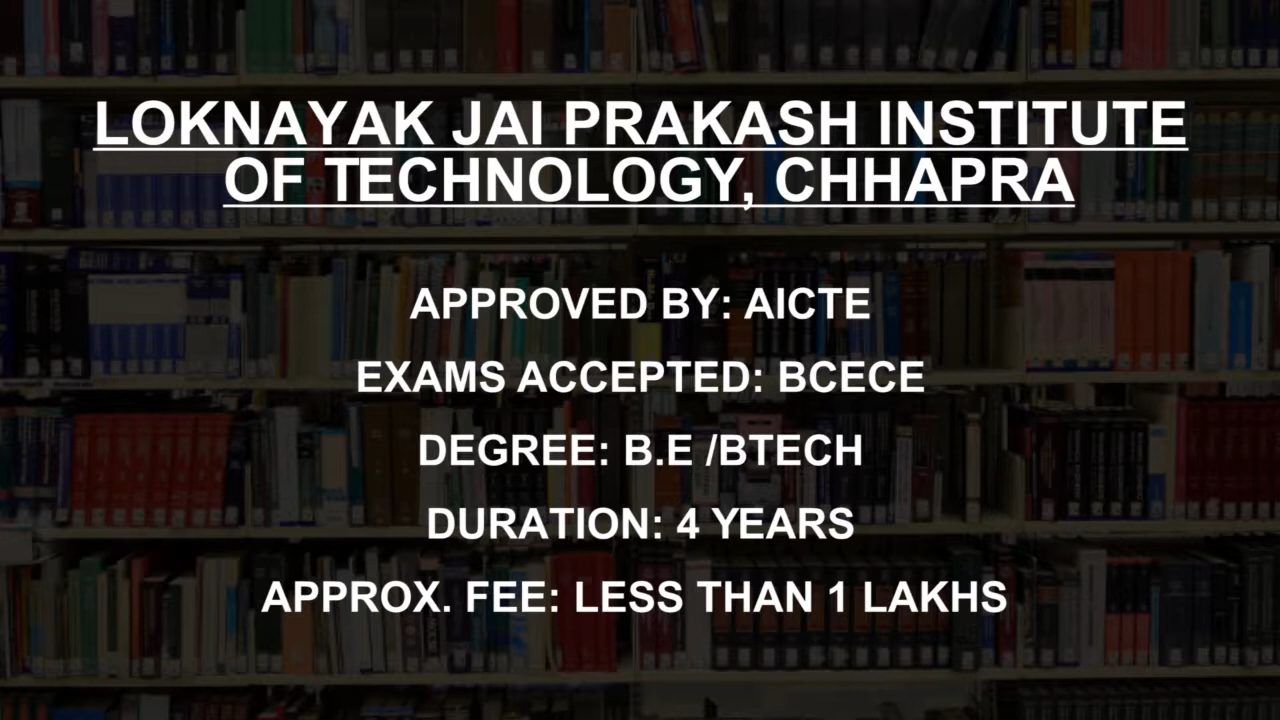 LOKNAYAK JAI PRAKASH INSTITUTE
OF TECHNOLOGY, CHHAPRA
APPROVED BY: AICTE
EXAMS ACCEPTED: BCECE
DEGREE: B.E /BTECH
DURATION: 4 YEARS
APPROX. FEE: LESS THAN 1 LAKHS